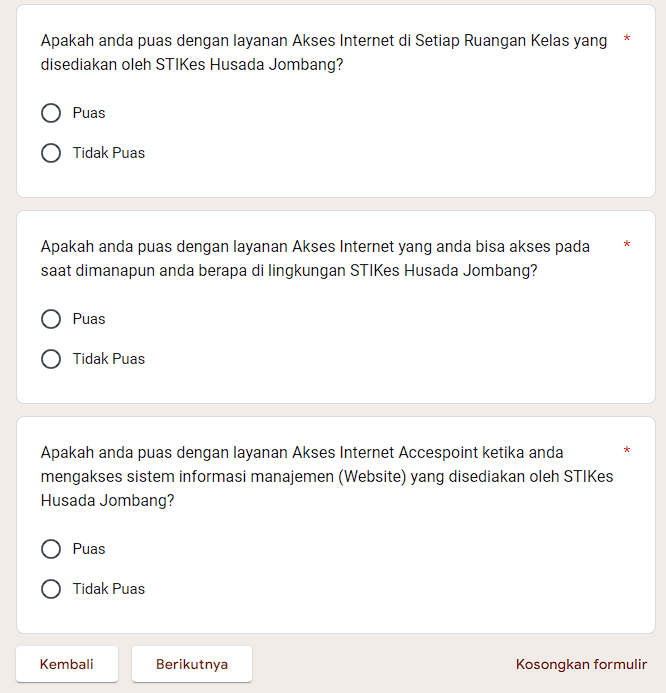 Apakah anda puas dengan layanan Akses Internet di Setiap Ruangan Kelas yang *
disediakan oleh STIKes Husada Jombang?
Puas
Tidak Puas
Apakah anda puas dengan layanan Akses Internet yang anda bisa akses pada *
saat dimanapun anda berapa di lingkungan STIKes Husada Jombang?
Puas
Tidak Puas
Apakah anda puas dengan layanan Akses Internet Accespoint ketika anda *
mengakses sistem informasi manajemen (Website) yang disediakan oleh STIKes
Husada Jombang?
Puas
Tidak Puas
Kembali Berikutnya Kosongkan formulir